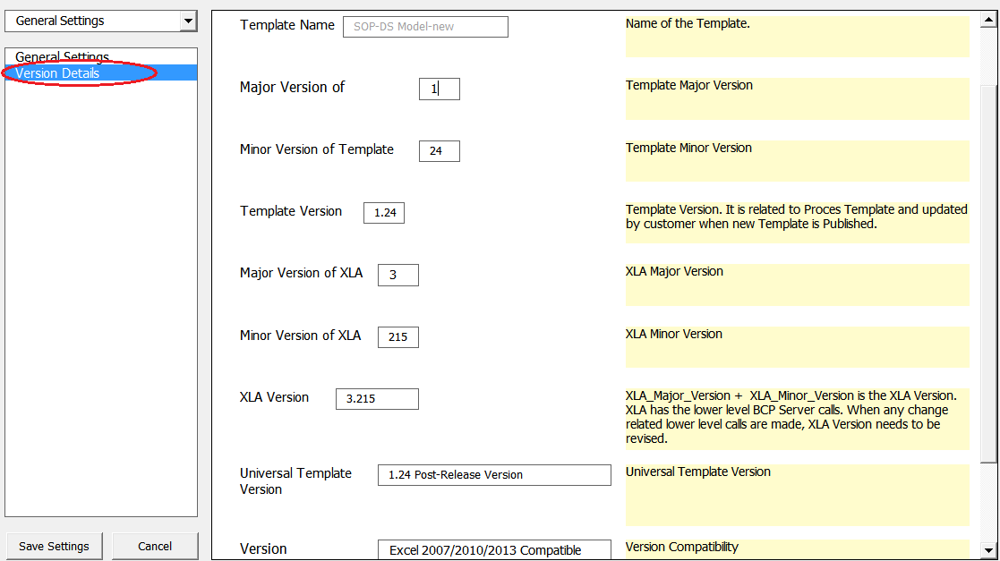 General Settings
General Settings
Version Details
Save Settings
Cancel
Template Name
SOP-DS Model-new
Name of the Template.
Major Version of
1
Template Major Version
Minor Version of Template
24
Template Minor Version
Template Version
1.24
Template Version. It is related to Proces Template and updated
by customer when new Template is Published.
Major Version of XLA
3
XLA Major Version
Minor Version of XLA
215
XLA Minor Version
XLA Version
3.215
XLA_Major_Version + XLA_Minor_Version is the XLA Version.
XLA has the lower level BCP Server calls. When any change
related lower level calls are made, XLA Version needs to be
revised.
Universal Template
Version
1.24 Post-Release Version
Universal Template Version
Version
Excel 2007/2010/2013 Compatible
Version Compatibility